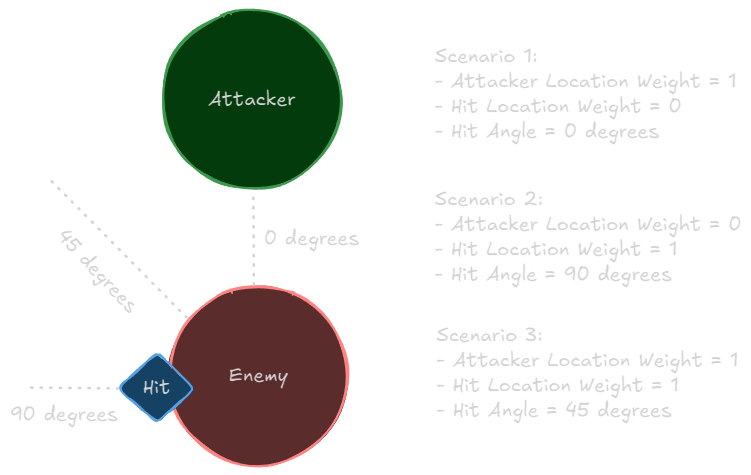 Attacker
Scenario 1:
- Attacker Location Weight = 1
- Hit Location Weight = 0
- Hit Angle = 0 degrees
Scenario 2:
- Attacker Location Weight = 0
- Hit Location Weight = 1
- Hit Angle = 90 degrees
0 degrees
45 degrees
Scenario 3:
- Attacker Location Weight = 1
- Hit Location Weight = 1
- Hit Angle = 45 degrees
Enemy
Hit
90 degrees